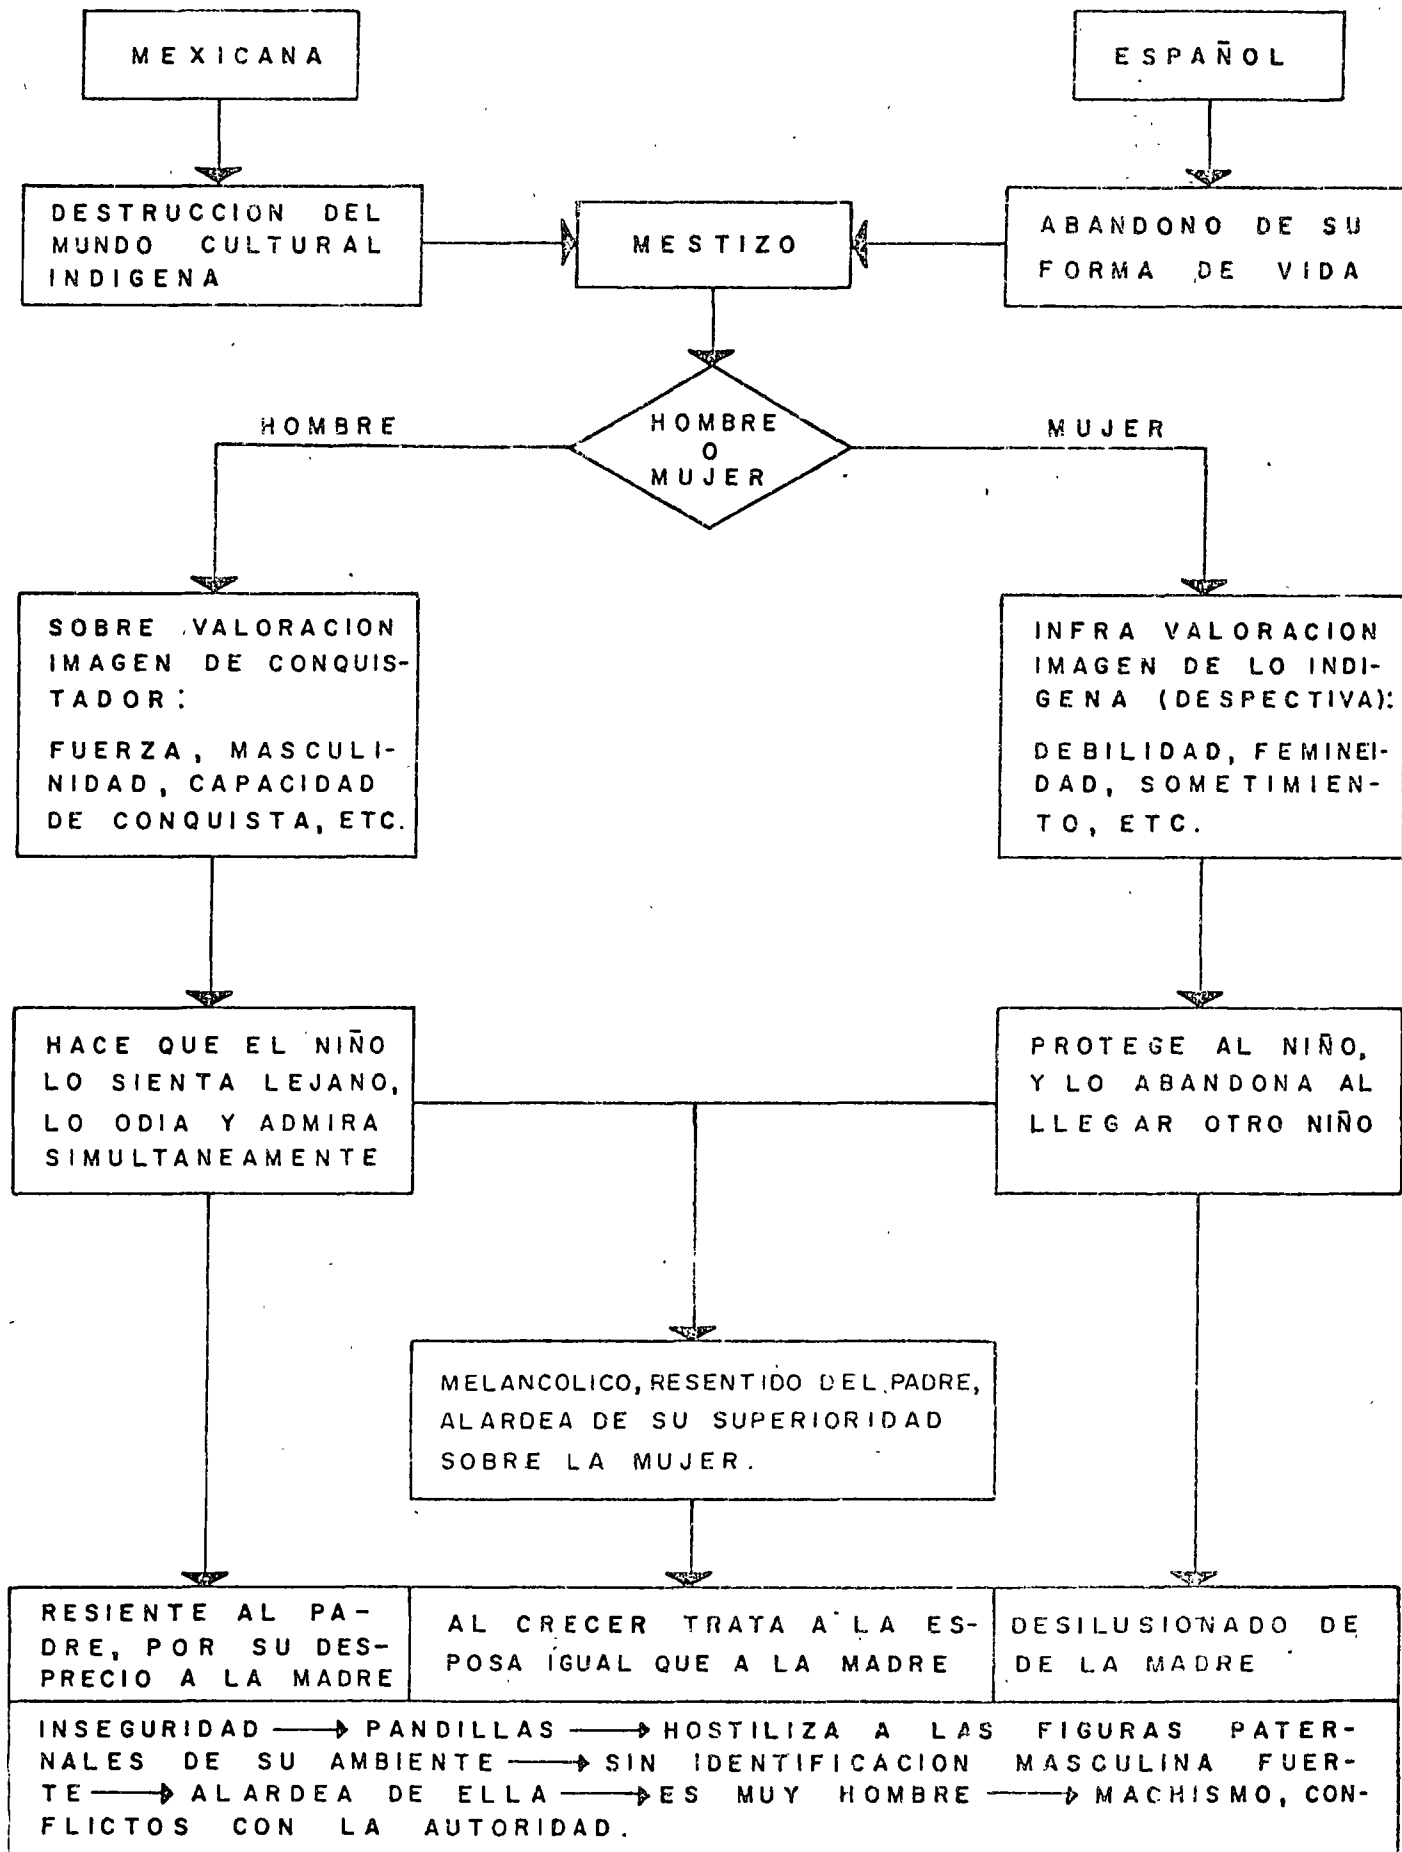 MEXICANA
ESPAÑOL
DESTRUCCION DEL
MUNDO CULTURAL
INDIGENA
MESTIZO
ABANDONO DE SU
FORMA DE VIDA
HOMBRE
HOMBRE
O
MUJER
MUJER
SOBRE VALORACION
IMAGEN DE CONQUIS-
TADOR:
FUERZA, MASCULI-
NIDAD, CAPACIDAD
DE CONQUISTA, ETC.
INFRA VALORACION
IMAGEN DE LO INDI-
GENA (DESPECTIVA):
DEBILIDAD, FEMINEI-
DAD, SOMETIMIEN-
TO, ETC.
HACE QUE EL NIÑO
LO SIENTA LEJANO,
LO ODIA Y ADMIRA
SIMULTANEAMENTE
PROTEGE AL NIÑO,
Y LO ABANDONA AL
LLEGAR OTRO NIÑO
MELANCOLICO, RESENTIDO DEL PADRE,
ALARDEA DE SU SUPERIORIDAD
SOBRE LA MUJER.
RESIENTE AL PA-
DRE, POR SU DES-
PRECIO A LA MADRE
AL CRECER TRATA A LA ES-
POSA IGUAL QUE A LA MADRE
DESILUSIONADO DE
DE LA MADRE
INSEGURIDAD → PANDILLAS → HOSTILIZA A LAS FIGURAS PATER-
NALES DE SU AMBIENTE → SIN IDENTIFICACION MASCULINA FUER-
TE → ALARDEA DE ELLA → ES MUY HOMBRE → MACHISMO, CON-
FLICTOS CON LA AUTORIDAD.